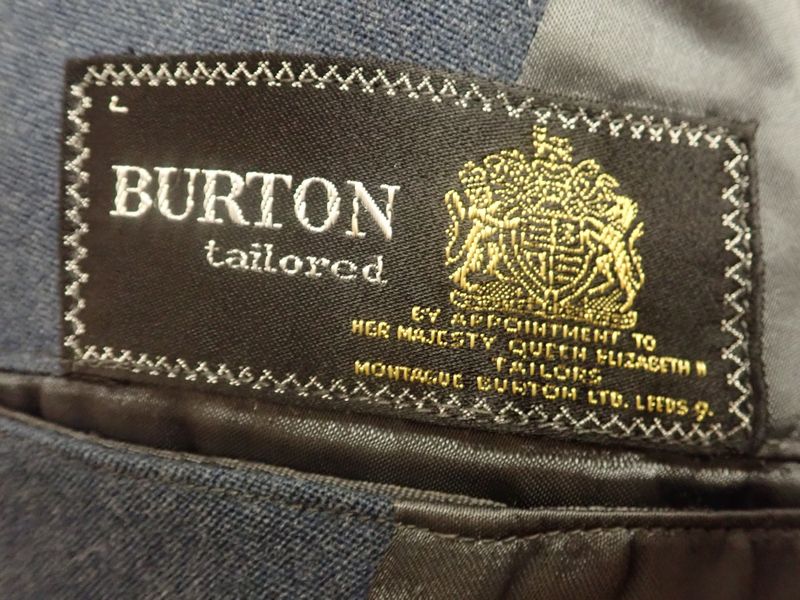 BURTON
tailored
BY APPOINTMENT TO
HER MAJESTY QUEEN ELIZABETH II
TAILORS
MONTAGUE BURTON LTD. LEEDS 9.